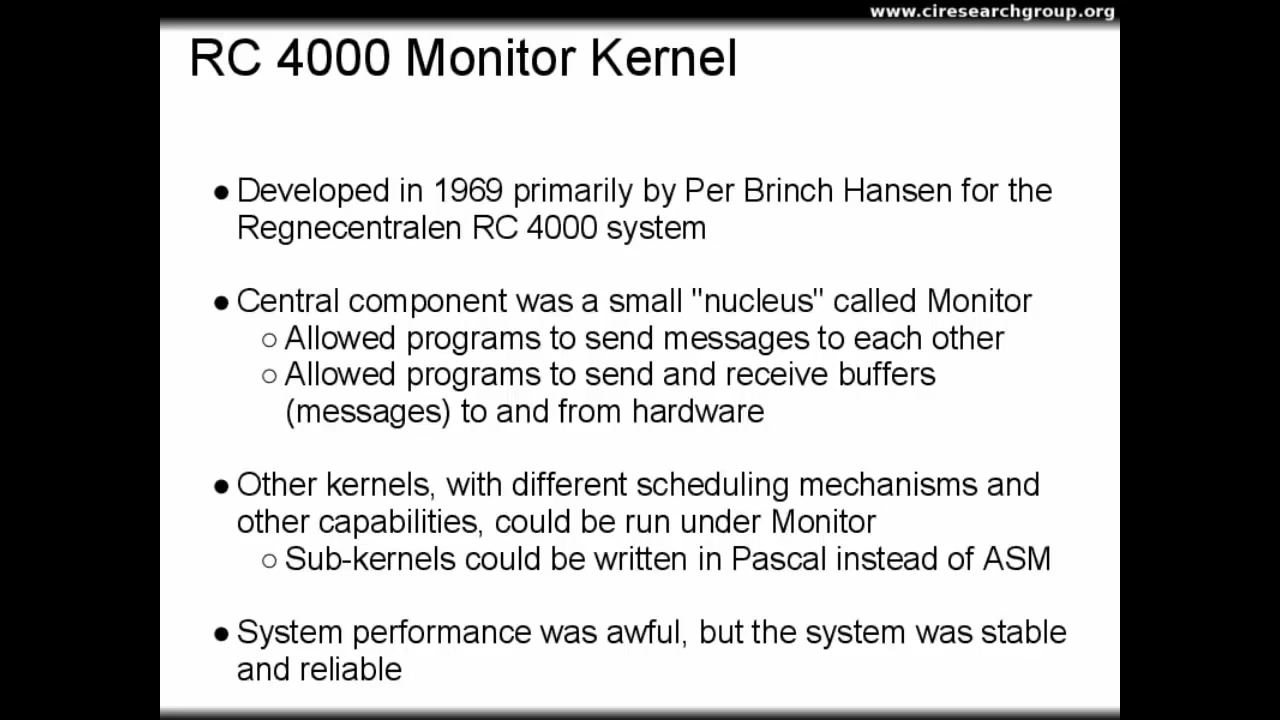 www.ciresearchgroup.org
RC 4000 Monitor Kernel
● Developed in 1969 primarily by Per Brinch Hansen for the
Regnecentralen RC 4000 system
● Central component was a small "nucleus" called Monitor
○ Allowed programs to send messages to each other
○ Allowed programs to send and receive buffers
(messages) to and from hardware
● Other kernels, with different scheduling mechanisms and
other capabilities, could be run under Monitor
○ Sub-kernels could be written in Pascal instead of ASM
● System performance was awful, but the system was stable
and reliable